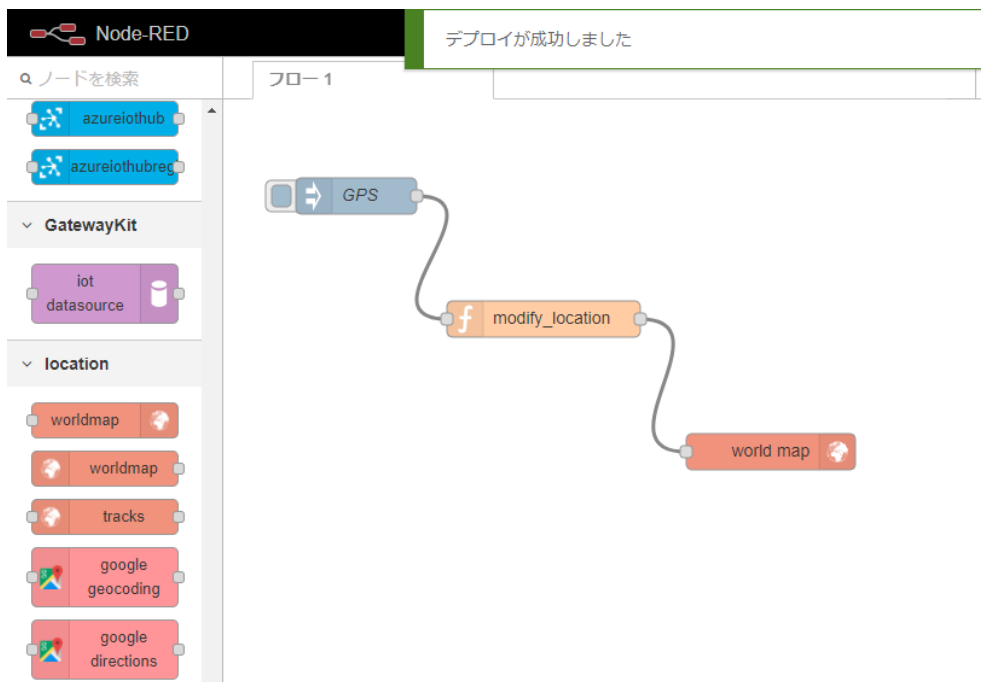 Node-RED
デプロイが成功しました
ノードを検索
フロー 1
azureiothub
azureiothubreg
GatewayKit
iot
datasource
location
worldmap
worldmap
tracks
google
geocoding
google
directions
GPS
modify_location
world map